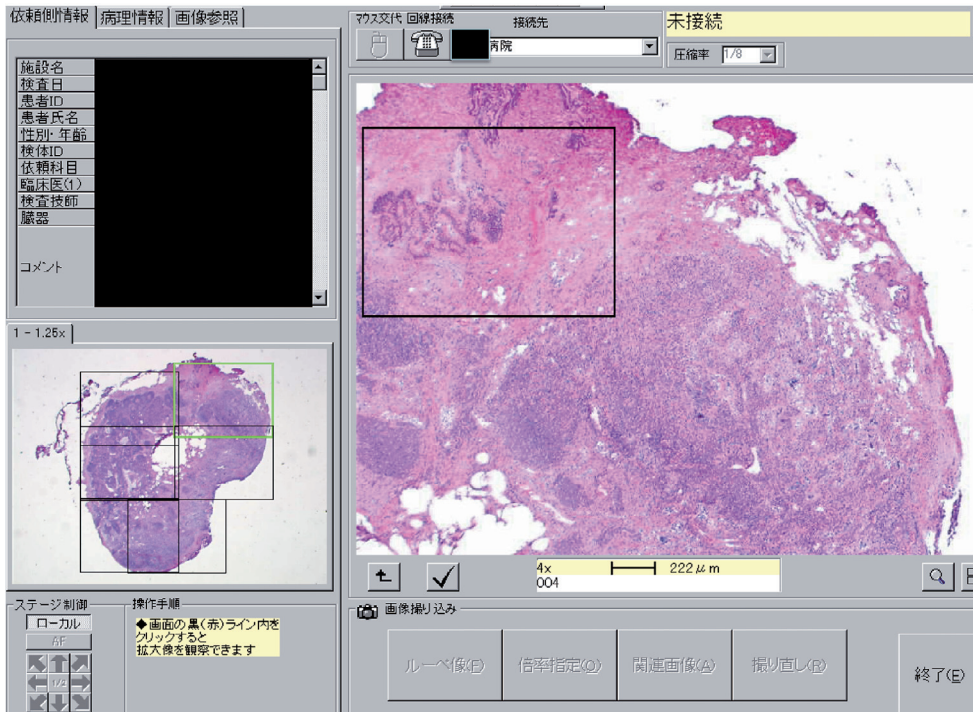 依頼側情報 病理情報 画像参照
マウス交代 回線接続 接続先
病院
未接続
圧縮率 1/8
施設名
検査日
患者ID
患者氏名
性別・年齢
検体ID
依頼科目
臨床医(1)
検査技師
臓器
コメント
1 - 1.25x
4x 222μm
004
ステージ制御
ローカル
AF
1/2
操作手順
◆画面の黒(赤)ライン内を
クリックすると
拡大像を観察できます
画像撮り込み
ルーペ像(F) 倍率指定(O) 関連画像(A) 撮り直し(R)
終了(E)